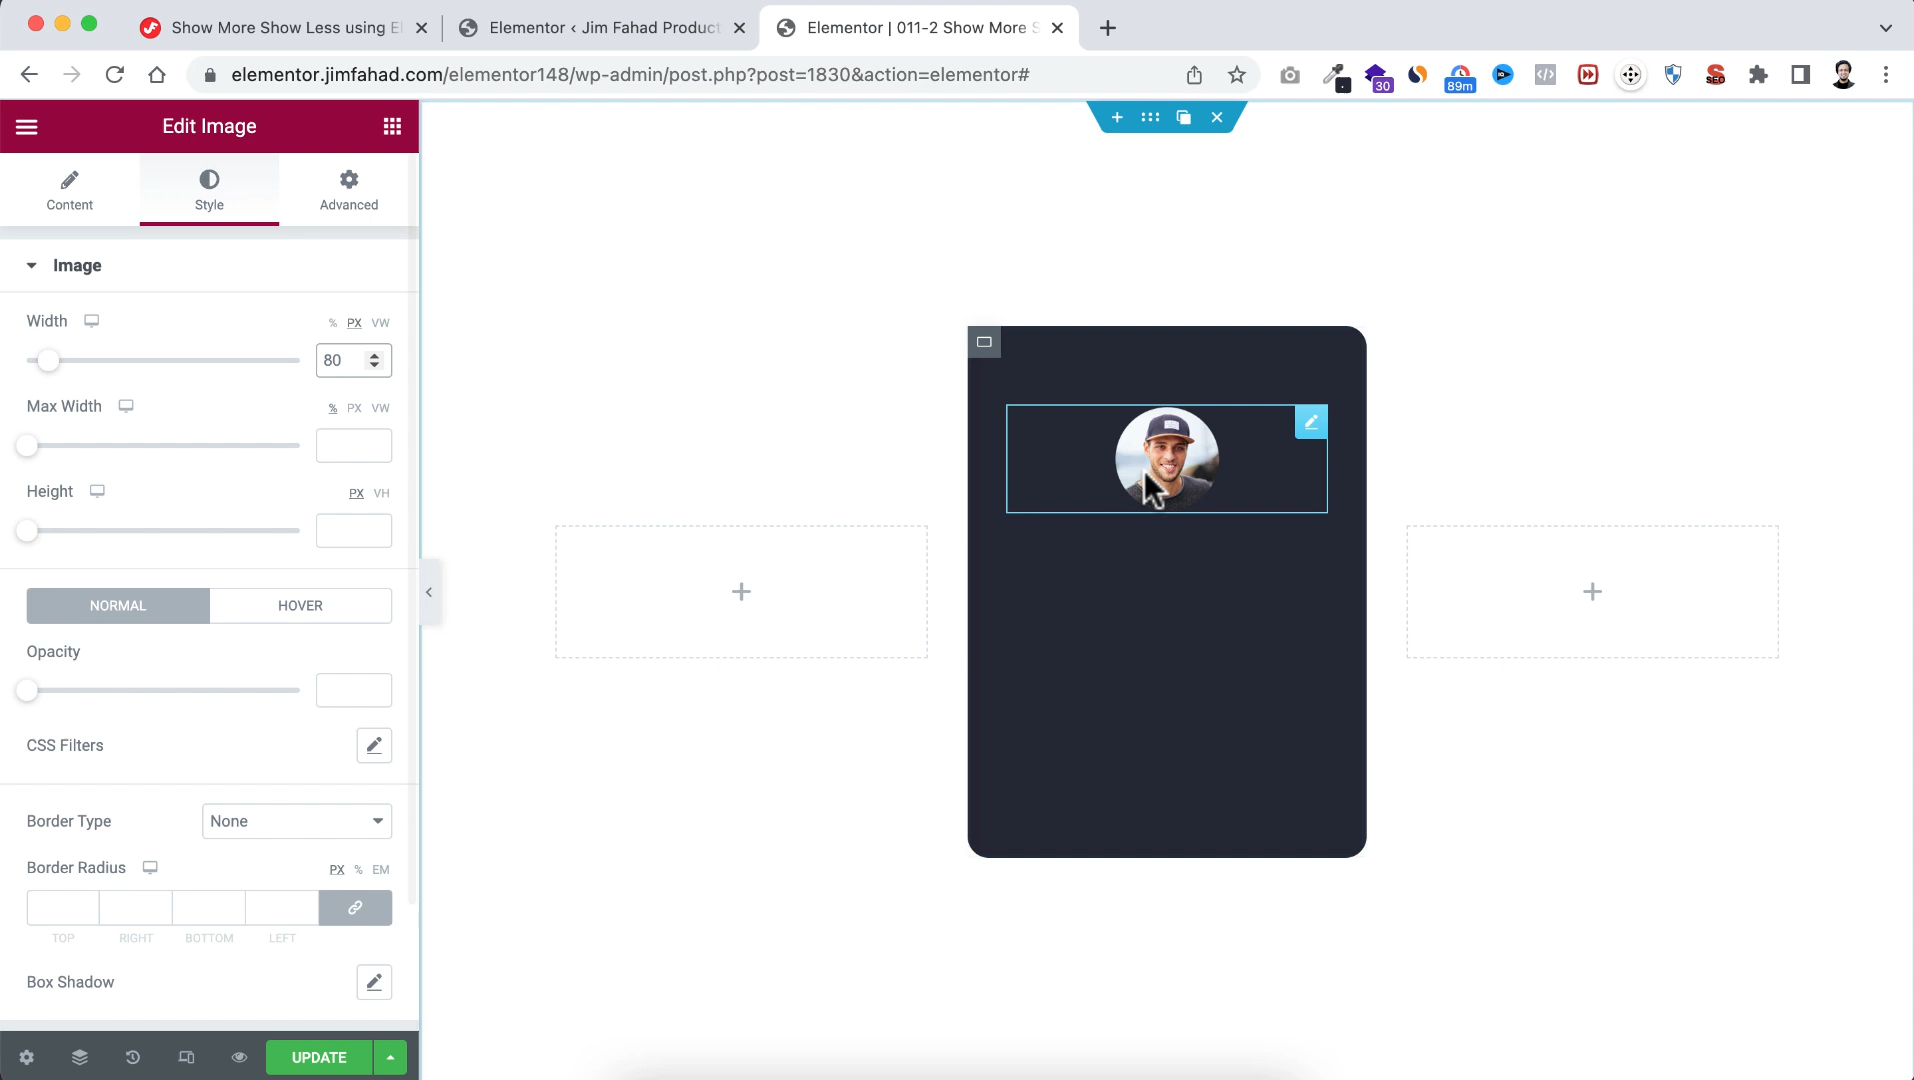 Show More Show Less using El
Elementor ‹ Jim Fahad Product
Elementor | 011-2 Show More S
elementor.jimfahad.com/elementor148/wp-admin/post.php?post=1830&action=elementor#
30
89m
SEO
Edit Image
Content
Style
Advanced
Image
Width
% PX VW
80
Max Width
% PX VW
Height
PX VH
NORMAL
HOVER
Opacity
CSS Filters
Border Type
None
Border Radius
PX % EM
TOP RIGHT BOTTOM LEFT
Box Shadow
UPDATE